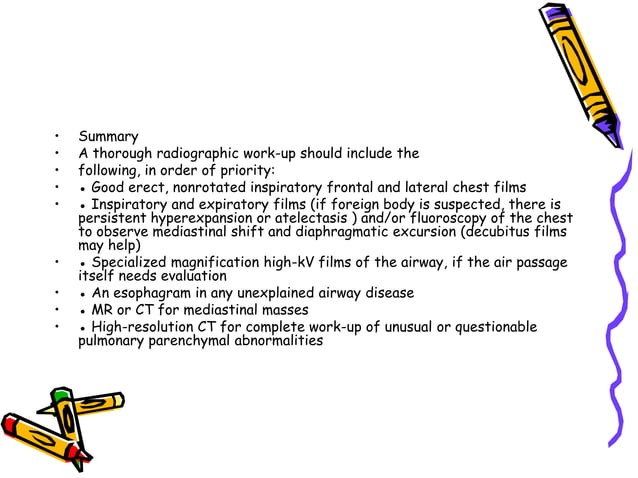 • Summary
• A thorough radiographic work-up should include the
• following, in order of priority:
• ● Good erect, nonrotated inspiratory frontal and lateral chest films
• ● Inspiratory and expiratory films (if foreign body is suspected, there is
persistent hyperexpansion or atelectasis ) and/or fluoroscopy of the chest
to observe mediastinal shift and diaphragmatic excursion (decubitus films
may help)
• ● Specialized magnification high-kV films of the airway, if the air passage
itself needs evaluation
• ● An esophagram in any unexplained airway disease
• ● MR or CT for mediastinal masses
• ● High-resolution CT for complete work-up of unusual or questionable
pulmonary parenchymal abnormalities